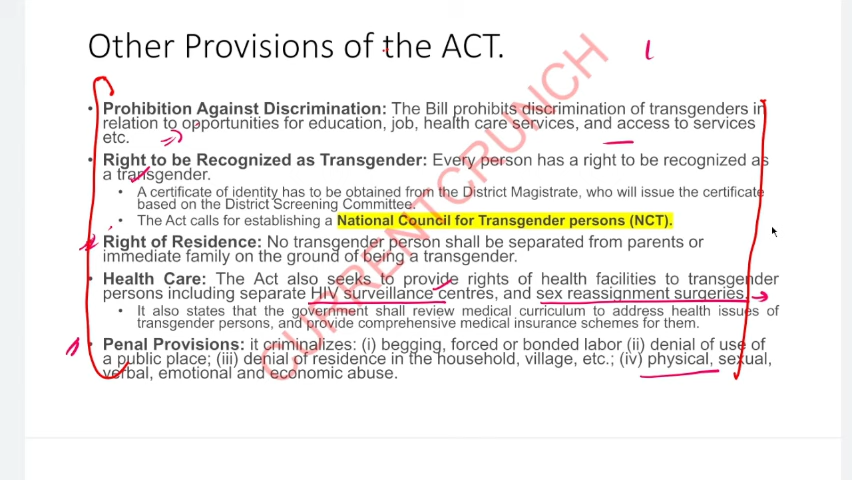 Other Provisions of the ACT.
• Prohibition Against Discrimination: The Bill prohibits discrimination of transgenders in
relation to opportunities for education, job, health care services, and access to services
etc.
• Right to be Recognized as Transgender: Every person has a right to be recognized as
a transgender.
• A certificate of identity has to be obtained from the District Magistrate, who will issue the certificate
based on the District Screening Committee.
• The Act calls for establishing a National Council for Transgender persons (NCT).
• Right of Residence: No transgender person shall be separated from parents or
immediate family on the ground of being a transgender.
• Health Care: The Act also seeks to provide rights of health facilities to transgender
persons including separate HIV surveillance centres, and sex reassignment surgeries.
• It also states that the government shall review medical curriculum to address health issues of
transgender persons, and provide comprehensive medical insurance schemes for them.
• Penal Provisions: it criminalizes: (i) begging, forced or bonded labor (ii) denial of use of
a public place; (iii) denial of residence in the household, village, etc.; (iv) physical, sexual,
verbal, emotional and economic abuse.
CURRENTCRUNCH